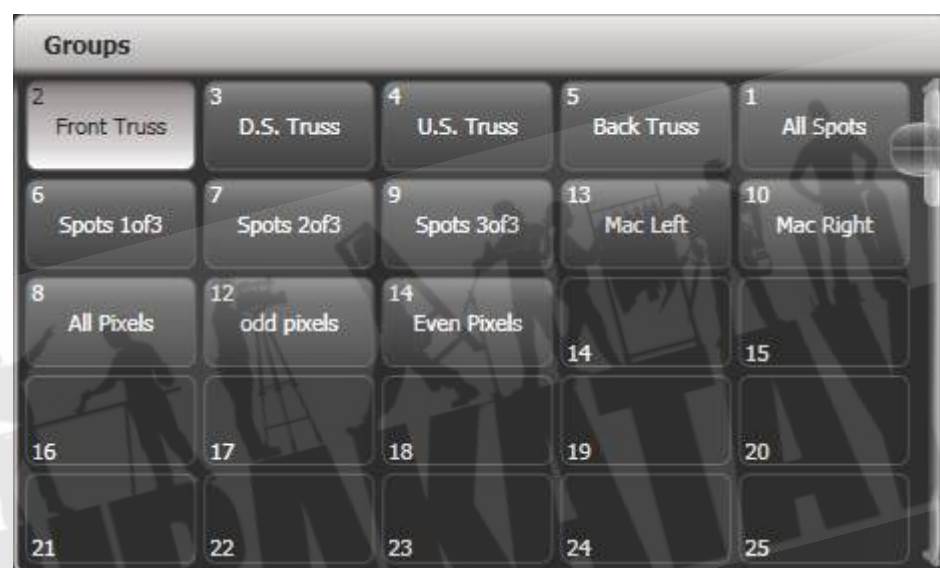 Groups
2 3 4 5 1
Front Truss D.S. Truss U.S. Truss Back Truss All Spots
6 7 9 13 10
Spots 1of3 Spots 2of3 Spots 3of3 Mac Left Mac Right
8 12 14
All Pixels odd pixels Even Pixels
14 15
16 17 18 19 20
21 22 23 24 25